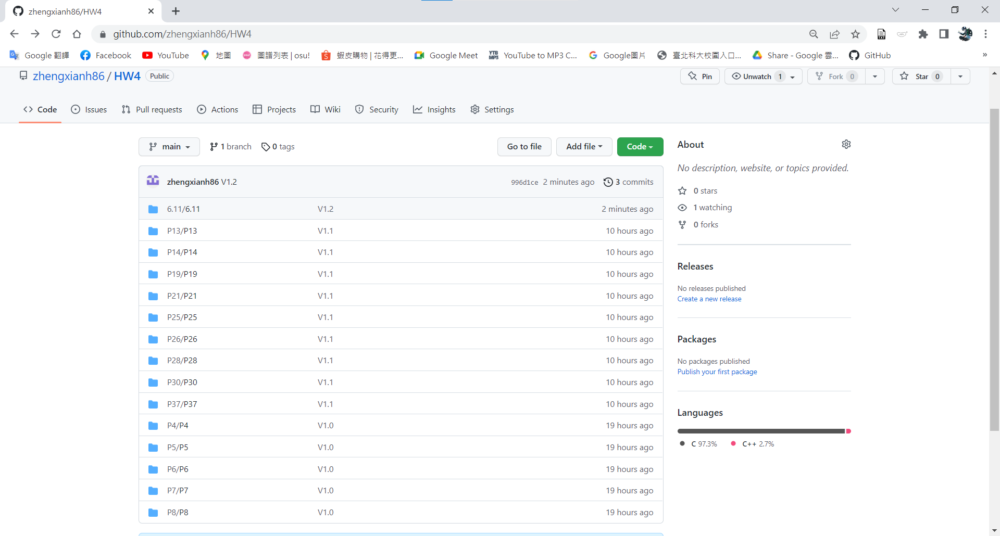 zhengxianh86/HW4
github.com/zhengxianh86/HW4
Google 翻譯 Facebook YouTube 地圖 圖譜列表 | osu! 蝦皮購物 | 花得更... Google Meet YTB MP3 YouTube to MP3 C... Google圖片 臺北科大校園入口... Share - Google 雲... GitHub »
zhengxianh86 / HW4 Public Pin Unwatch 1 Fork 0 Star 0
Code Issues Pull requests Actions Projects Wiki Security Insights Settings
main 1 branch 0 tags Go to file Add file Code
zhengxianh86 V1.2 996d1ce 2 minutes ago 3 commits
6.11/6.11 V1.2 2 minutes ago
P13/P13 V1.1 10 hours ago
P14/P14 V1.1 10 hours ago
P19/P19 V1.1 10 hours ago
P21/P21 V1.1 10 hours ago
P25/P25 V1.1 10 hours ago
P26/P26 V1.1 10 hours ago
P28/P28 V1.1 10 hours ago
P30/P30 V1.1 10 hours ago
P37/P37 V1.1 10 hours ago
P4/P4 V1.0 19 hours ago
P5/P5 V1.0 19 hours ago
P6/P6 V1.0 19 hours ago
P7/P7 V1.0 19 hours ago
P8/P8 V1.0 19 hours ago
About
No description, website, or topics provided.
0 stars
1 watching
0 forks
Releases
No releases published
Create a new release
Packages
No packages published
Publish your first package
Languages
C 97.3% C++ 2.7%